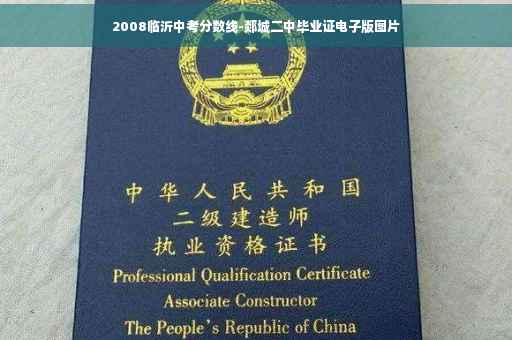 2008临沂中考分数线-郯城二中毕业证电子版图片
中华人民共和国
二级建造师
执业资格证书
Professional Qualification Certificate
Associate Constructor
The People's Republic of China